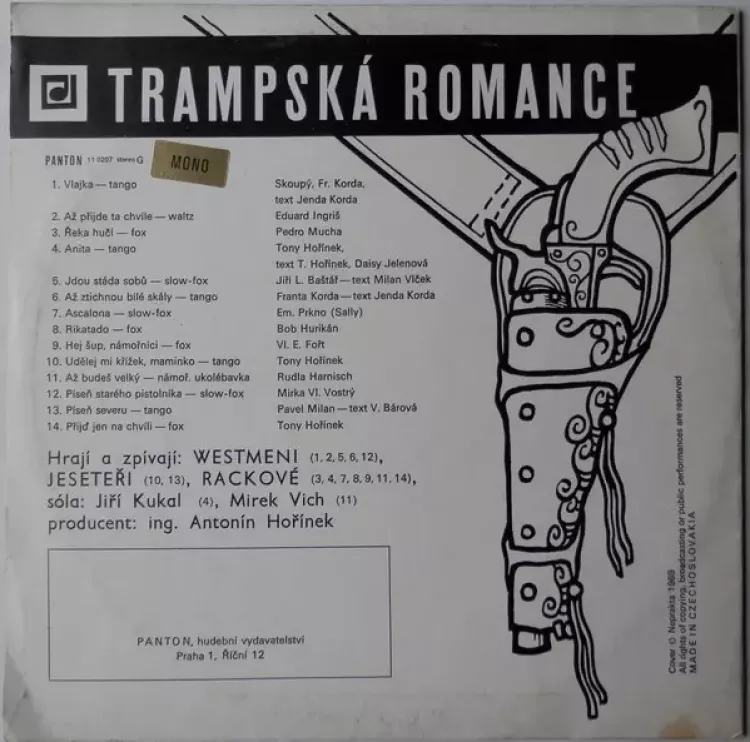 TRAMPSKÁ ROMANCE
PANTON 11 0207 stereo G MONO
1. Vlajka — tango Skoupý, Fr. Korda,
text Jenda Korda
2. Až přijde ta chvíle — waltz Eduard Ingriš
3. Řeka hučí — fox Pedro Mucha
4. Anita — tango Tony Hořínek,
text T. Hořínek, Daisy Jelenová
5. Jdou stáda sobů — slow-fox Jiří L. Baštář — text Milan Vlček
6. Až ztichnou bílé skály — tango Franta Korda — text Jenda Korda
7. Ascalona — slow-fox Em. Prkno (Sally)
8. Rikatado — fox Bob Hurikán
9. Hej šup, námořníci — fox Vl. E. Fořt
10. Udělej mi křížek, maminko — tango Tony Hořínek
11. Až budeš velký — námoř. ukolébavka Rudla Harnisch
12. Píseň starého pistolníka — slow-fox Mirka Vl. Vostrý
13. Píseň severu — tango Pavel Milan — text V. Bárová
14. Přijď jen na chvíli — fox Tony Hořínek
Hrají a zpívají: WESTMENI (1, 2, 5, 6, 12),
JESETEŘI (10, 13), RACKOVÉ (3, 4, 7, 8, 9, 11, 14),
sóla: Jiří Kukal (4), Mirek Vich (11)
producent: ing. Antonín Hořínek
PANTON, hudební vydavatelství
Praha 1, Říční 12
Cover © Neprakta 1969
All rights of copying, broadcasting or public performances are reserved
MADE IN CZECHOSLOVAKIA